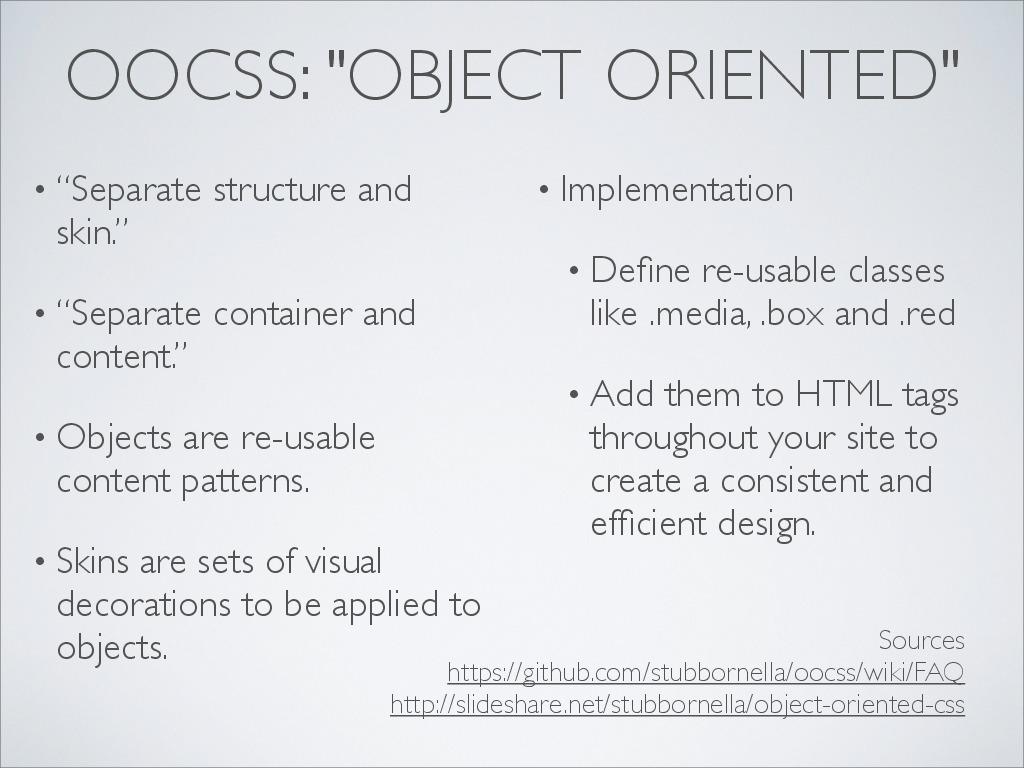 OOCSS: "OBJECT ORIENTED"
• “Separate structure and
skin.”
• “Separate container and
content.”
• Objects are re-usable
content patterns.
• Skins are sets of visual
decorations to be applied to
objects.
• Implementation
• Define re-usable classes
like .media, .box and .red
• Add them to HTML tags
throughout your site to
create a consistent and
efficient design.
Sources
https://github.com/stubbornella/oocss/wiki/FAQ
http://slideshare.net/stubbornella/object-oriented-css